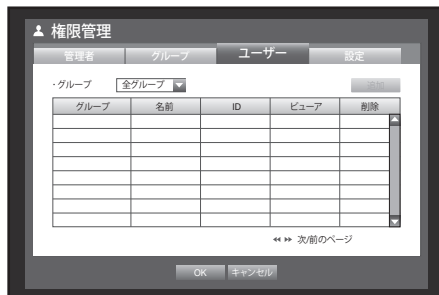 権限管理
管理者 グループ ユーザー 設定
·グループ 全グループ 追加
グループ 名前 ID ビューア 削除
次/前のページ
OK キャンセル